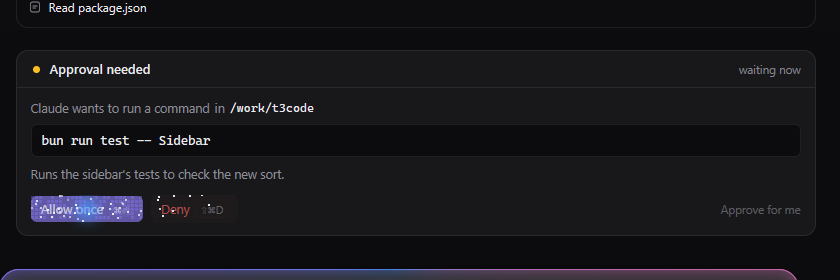 Read package.json
Approval needed
waiting now
Claude wants to run a command in /work/t3code
bun run test -- Sidebar
Runs the sidebar's tests to check the new sort.
Allow once
Deny ⇧⌘D
Approve for me